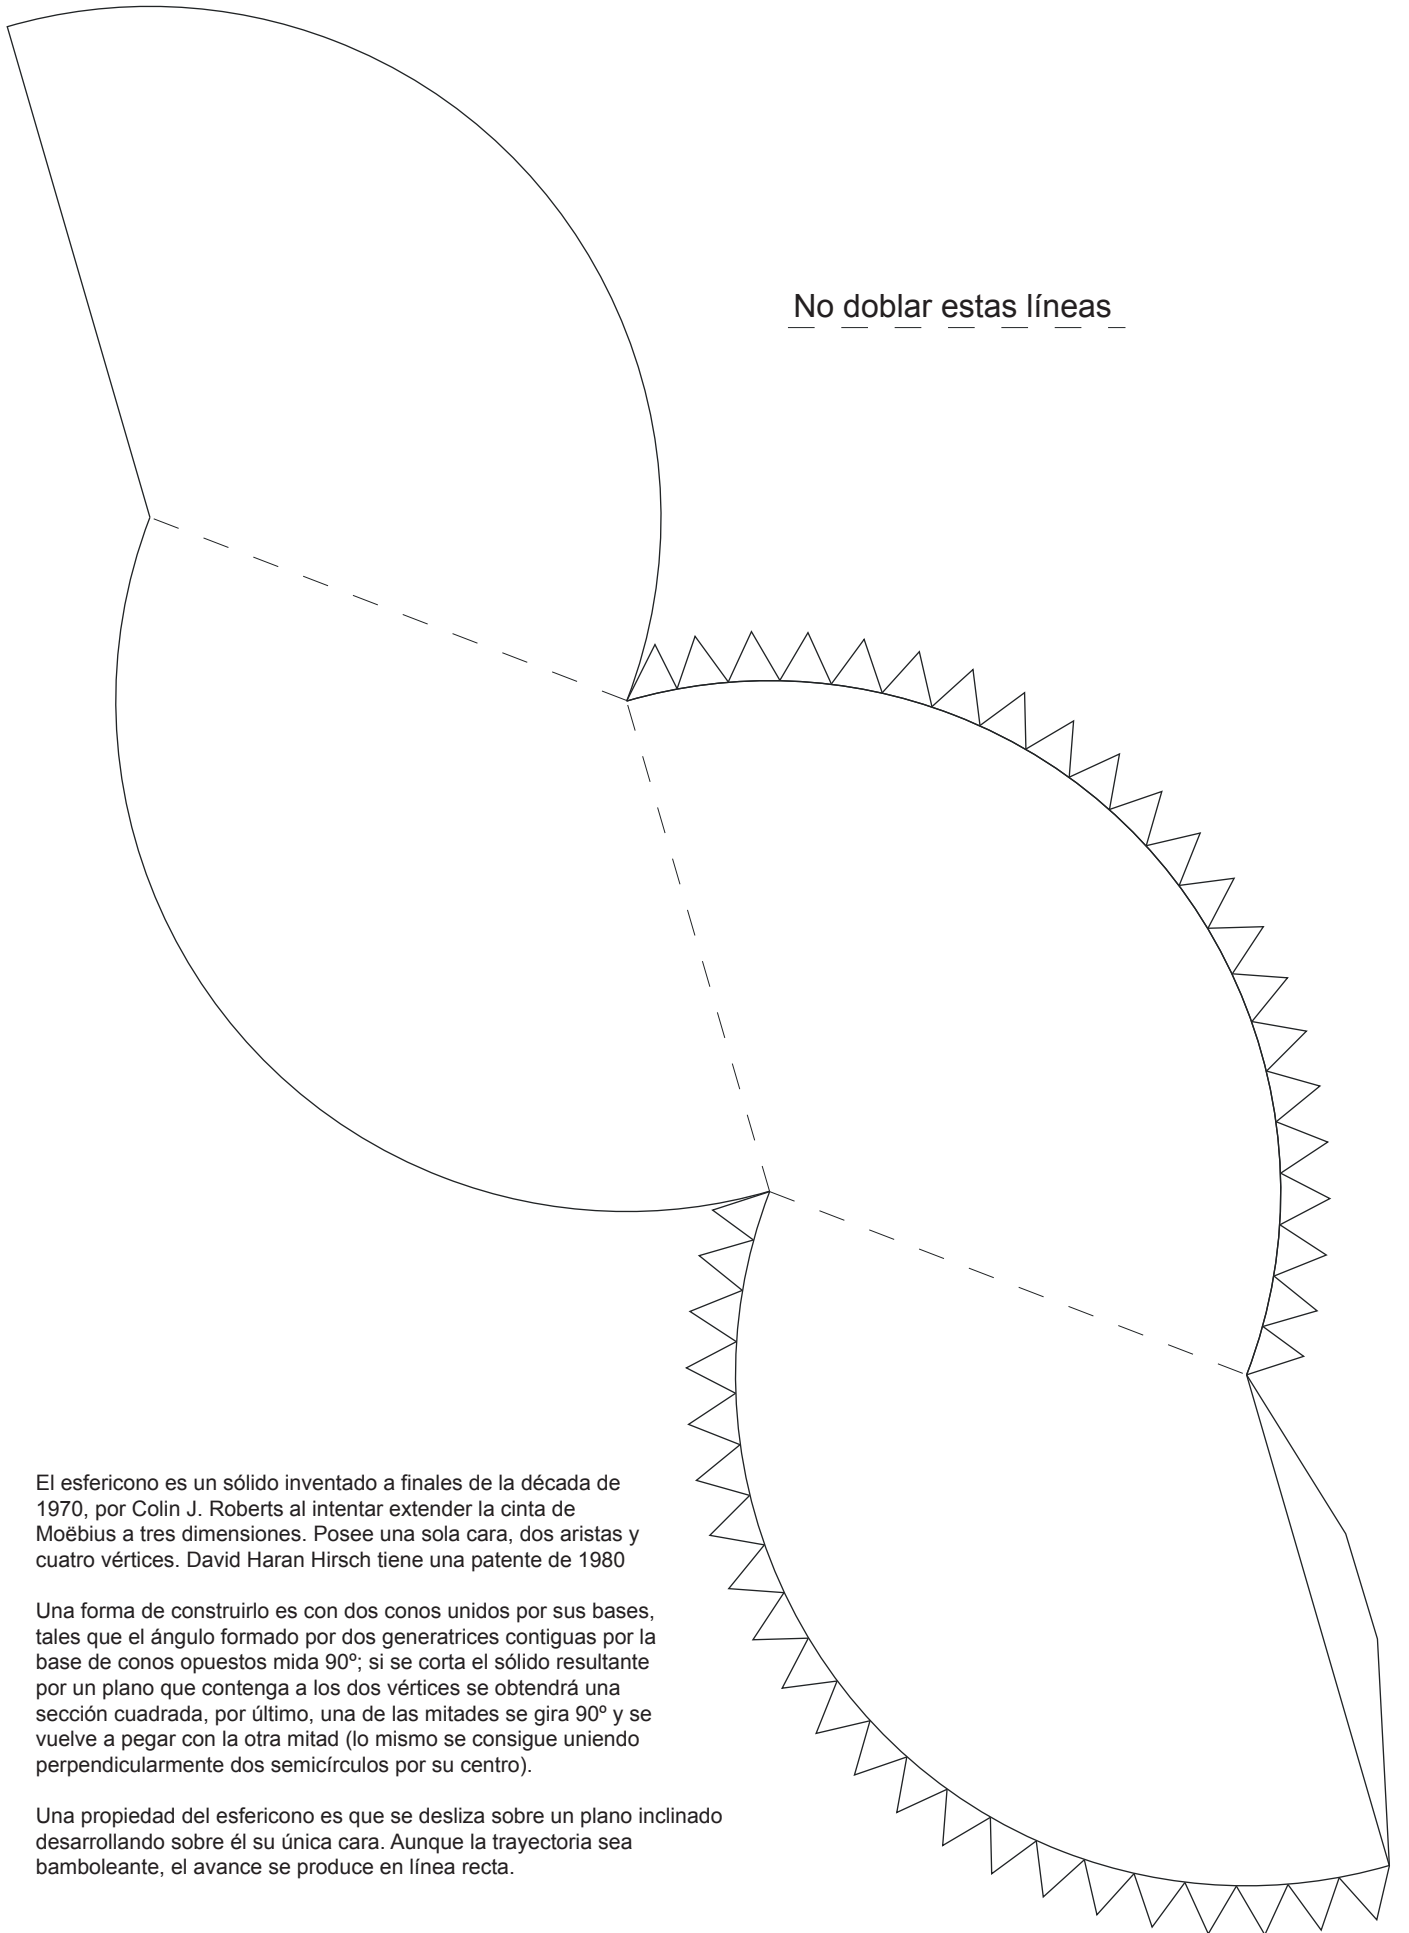 No doblar estas líneas
El esfericono es un sólido inventado a finales de la década de
1970, por Colin J. Roberts al intentar extender la cinta de
Moëbius a tres dimensiones. Posee una sola cara, dos aristas y
cuatro vértices. David Haran Hirsch tiene una patente de 1980
Una forma de construirlo es con dos conos unidos por sus bases,
tales que el ángulo formado por dos generatrices contiguas por la
base de conos opuestos mida 90º; si se corta el sólido resultante
por un plano que contenga a los dos vértices se obtendrá una
sección cuadrada, por último, una de las mitades se gira 90º y se
vuelve a pegar con la otra mitad (lo mismo se consigue uniendo
perpendicularmente dos semicírculos por su centro).
Una propiedad del esfericono es que se desliza sobre un plano inclinado
desarrollando sobre él su única cara. Aunque la trayectoria sea
bamboleante, el avance se produce en línea recta.